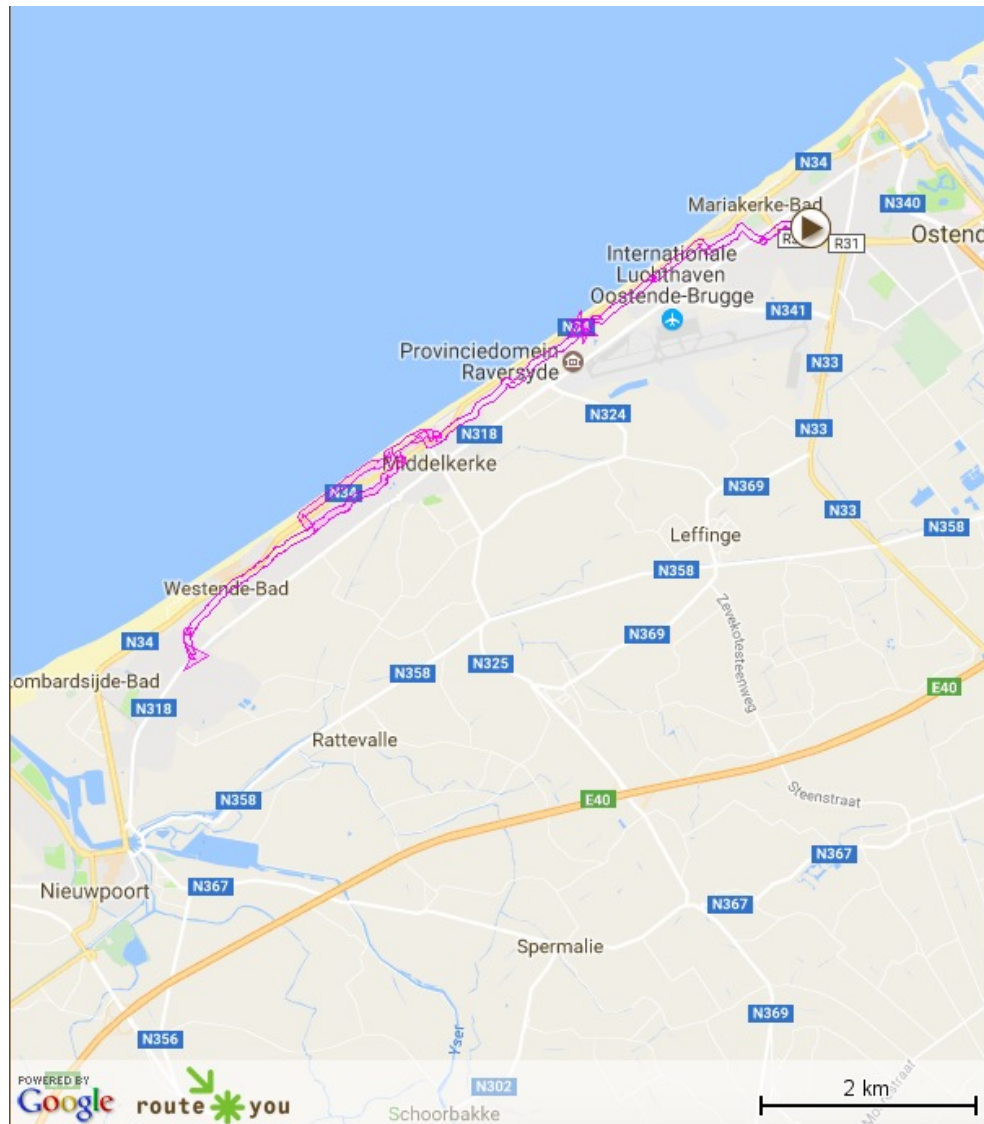 N34
Mariakerke-Bad
N340
R31
Ostend
Internationale
Luchthaven
Oostende-Brugge
N341
Provinciedomein
Raversyde
N33
N324
N318
N33
Middelkerke
N34
N369
N33
N358
Leffinge
N358
Westende-Bad
Zevekotesteenweg
N369
N34
N325
N358
ombardsijde-Bad
E40
N318
Rattevalle
Steenstraat
N358
E40
N367
Nieuwpoort
N367
N367
Spermalie
N369
N356
Yser
POWERED BY
Google
route you
N302
2 km
Schoorbakke